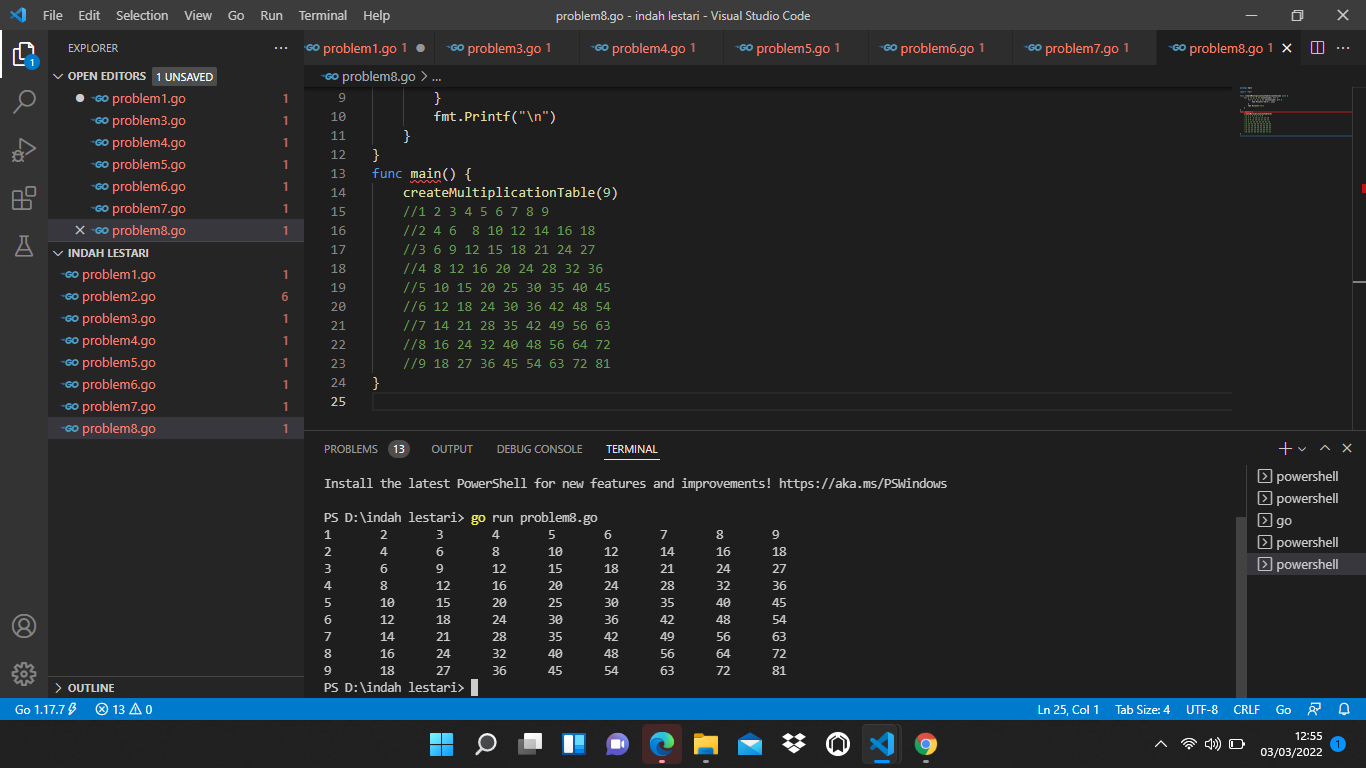 File Edit Selection View Go Run Terminal Help problem8.go - indah lestari - Visual Studio Code
EXPLORER
OPEN EDITORS 1 UNSAVED
problem1.go 1
problem3.go 1
problem4.go 1
problem5.go 1
problem6.go 1
problem7.go 1
problem8.go 1
INDAH LESTARI
problem1.go 1
problem2.go 6
problem3.go 1
problem4.go 1
problem5.go 1
problem6.go 1
problem7.go 1
problem8.go 1
OUTLINE
problem1.go 1 problem3.go 1 problem4.go 1 problem5.go 1 problem6.go 1 problem7.go 1 problem8.go 1
problem8.go > ...
9 }
10 fmt.Printf("\n")
11 }
12 }
13 func main() {
14 createMultiplicationTable(9)
15 //1 2 3 4 5 6 7 8 9
16 //2 4 6  8 10 12 14 16 18
17 //3 6 9 12 15 18 21 24 27
18 //4 8 12 16 20 24 28 32 36
19 //5 10 15 20 25 30 35 40 45
20 //6 12 18 24 30 36 42 48 54
21 //7 14 21 28 35 42 49 56 63
22 //8 16 24 32 40 48 56 64 72
23 //9 18 27 36 45 54 63 72 81
24 }
25
PROBLEMS 13 OUTPUT DEBUG CONSOLE TERMINAL
Install the latest PowerShell for new features and improvements! https://aka.ms/PSWindows
PS D:\indah lestari> go run problem8.go
1 2 3 4 5 6 7 8 9
2 4 6 8 10 12 14 16 18
3 6 9 12 15 18 21 24 27
4 8 12 16 20 24 28 32 36
5 10 15 20 25 30 35 40 45
6 12 18 24 30 36 42 48 54
7 14 21 28 35 42 49 56 63
8 16 24 32 40 48 56 64 72
9 18 27 36 45 54 63 72 81
PS D:\indah lestari>
powershell
powershell
go
powershell
powershell
Go 1.17.7 13 0 Ln 25, Col 1 Tab Size: 4 UTF-8 CRLF Go
12:55
03/03/2022 1